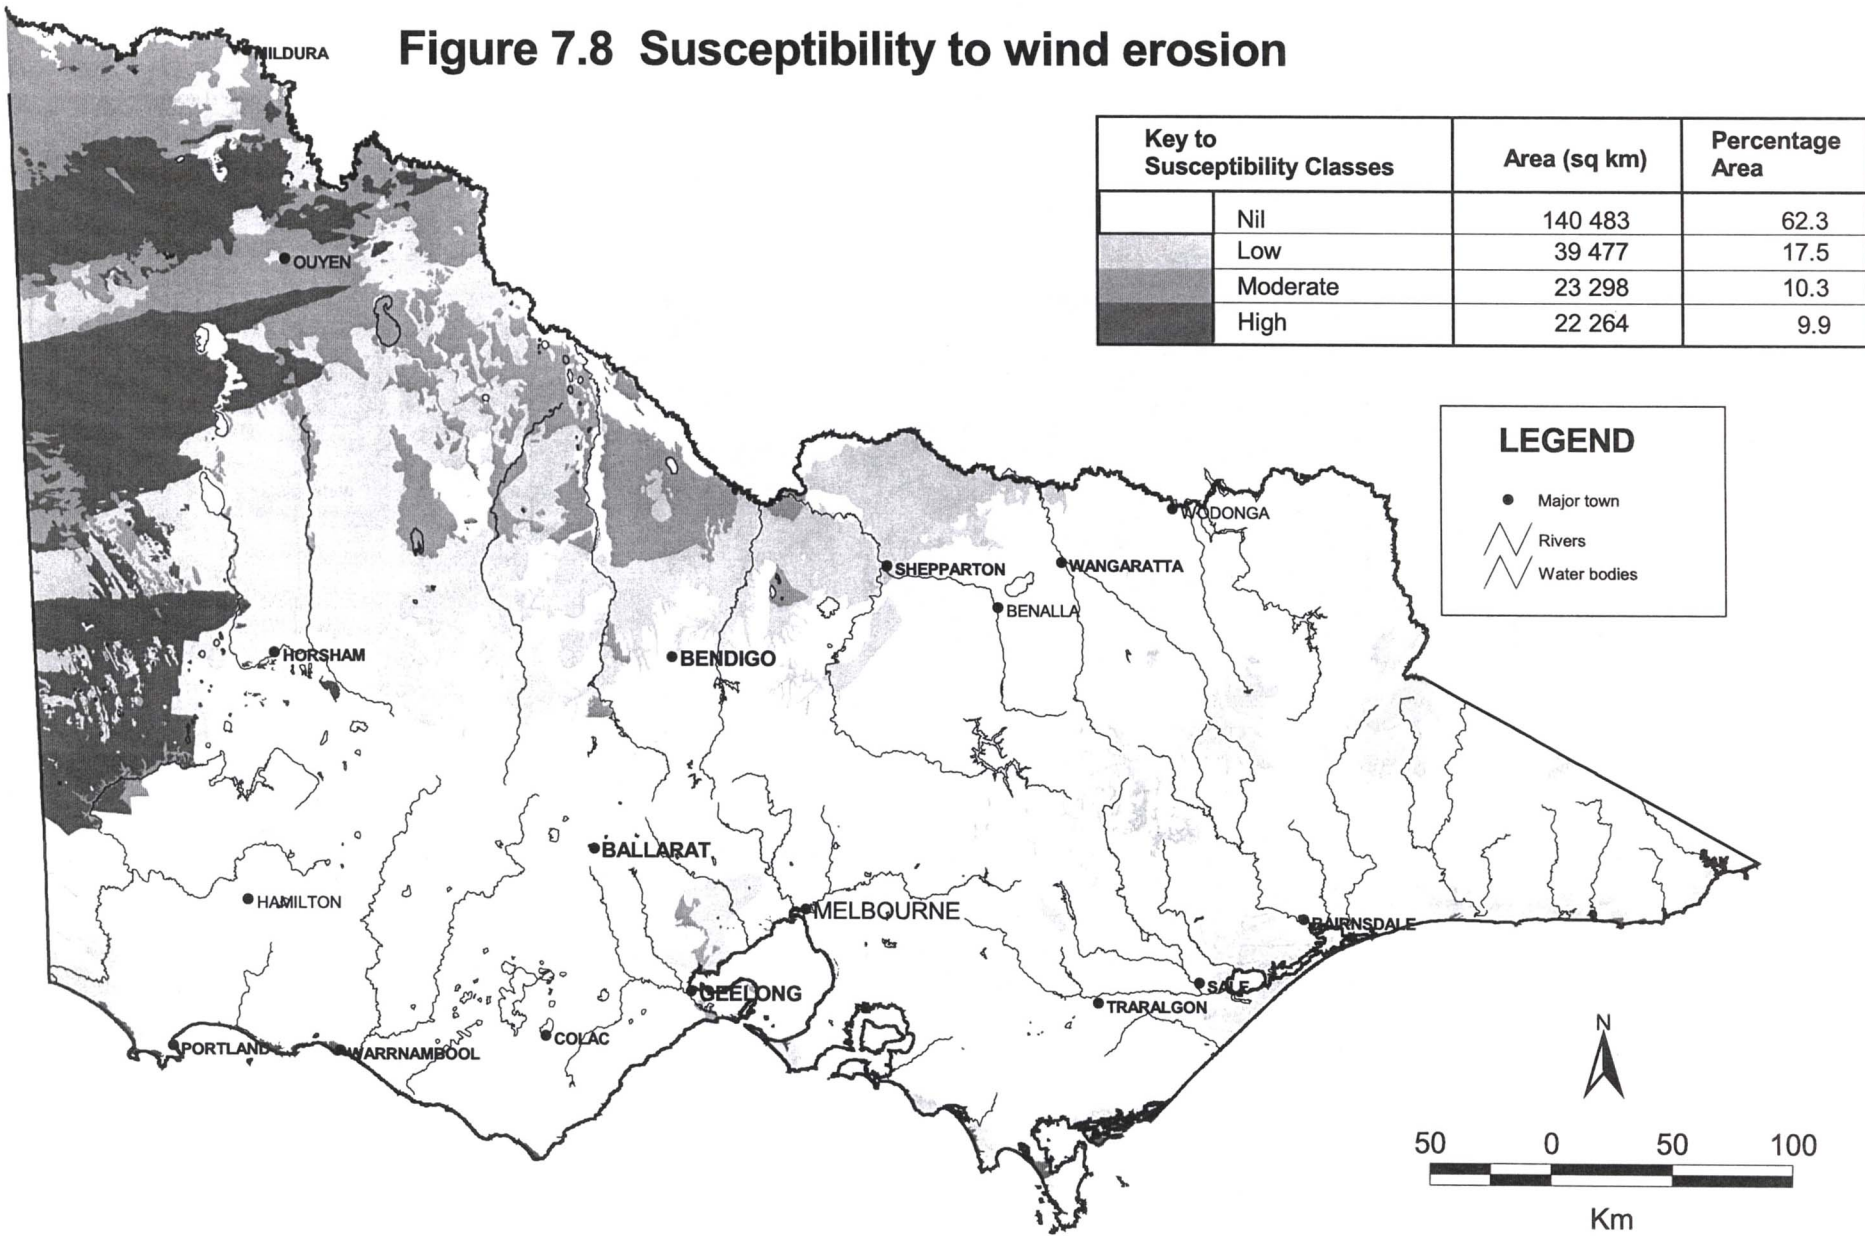 Figure 7.8 Susceptibility to wind erosion
Key to
Susceptibility Classes
Area (sq km)
Percentage
Area
Nil 140 483 62.3
Low 39 477 17.5
Moderate 23 298 10.3
High 22 264 9.9
LEGEND
Major town
Rivers
Water bodies
MILDURA
OUYEN
WODONGA
SHEPPARTON
WANGARATTA
BENALLA
HORSHAM
BENDIGO
BALLARAT
HAMILTON
MELBOURNE
BAIRNSDALE
GEELONG
SALE
TRARALGON
PORTLAND
WARRNAMBOOL
COLAC
N
50 0 50 100
Km